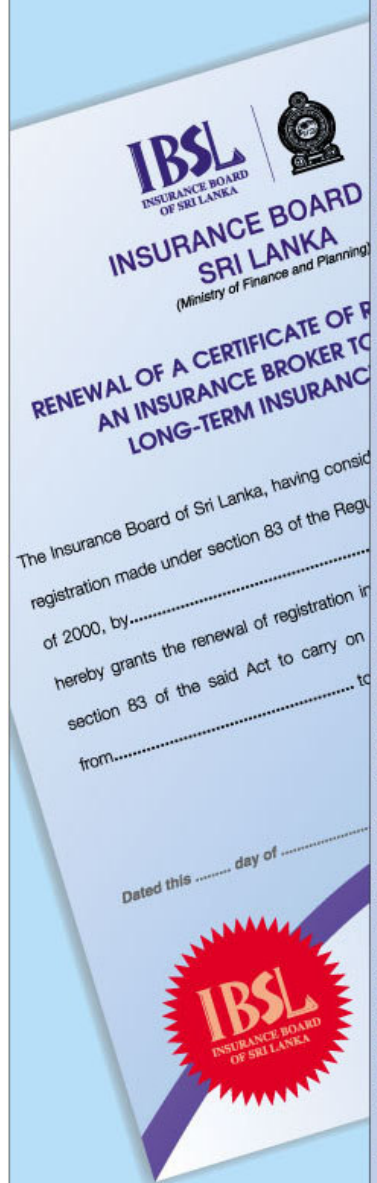 IBSL
INSURANCE BOARD
OF SRI LANKA
INSURANCE BOARD
SRI LANKA
(Ministry of Finance and Planning)
RENEWAL OF A CERTIFICATE OF R
AN INSURANCE BROKER TO
LONG-TERM INSURANC
The Insurance Board of Sri Lanka, having consid
registration made under section 83 of the Regu
of 2000, by..........................................
hereby grants the renewal of registration in
section 83 of the said Act to carry on
from.......................................... to
Dated this ......... day of ....................
IBSL
INSURANCE BOARD
OF SRI LANKA